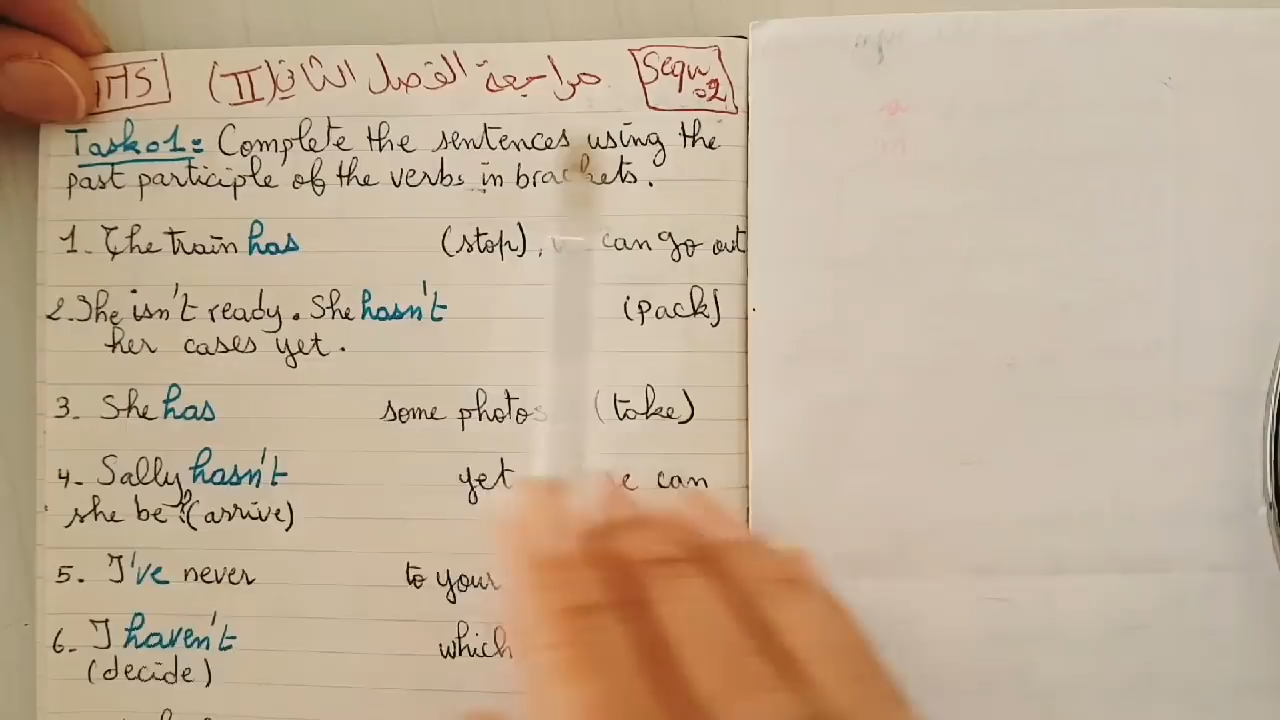 مراجعة الفصل الثاني (II) Sequ 02
Task 01: Complete the sentences using the
past participle of the verbs in brackets.
1. The train has (stop), can go out
2. She isn't ready. She hasn't (pack)
her cases yet.
3. She has some photos (take)
4. Sally hasn't yet can
she be? (arrive)
5. I've never to your
6. I haven't which
(decide)